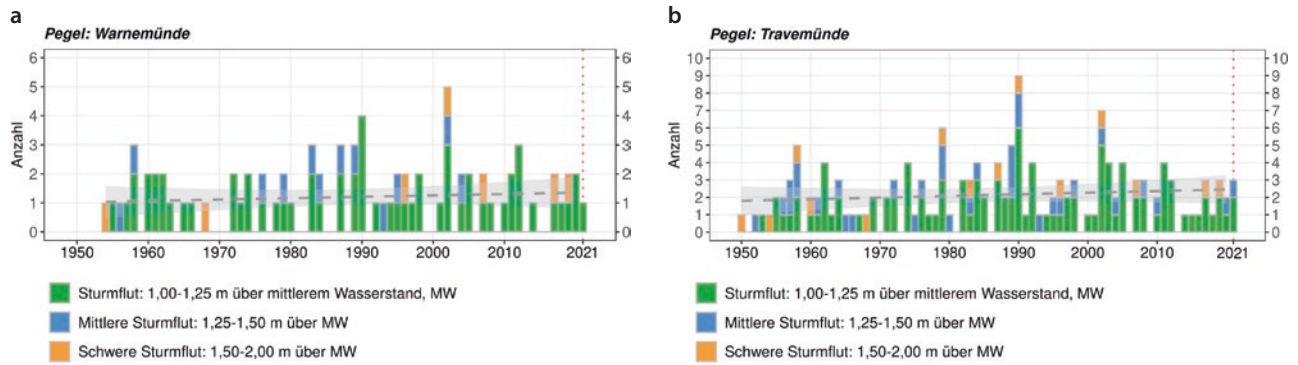 a
Pegel: Warnemünde
6 6
5 5
4 4
3 3
2 2
1 1
0 0
Anzahl
1950 1960 1970 1980 1990 2000 2010 2021
Sturmflut: 1,00-1,25 m über mittlerem Wasserstand, MW
Mittlere Sturmflut: 1,25-1,50 m über MW
Schwere Sturmflut: 1,50-2,00 m über MW
b
Pegel: Travemünde
10 10
9 9
8 8
7 7
6 6
5 5
4 4
3 3
2 2
1 1
0 0
Anzahl
1950 1960 1970 1980 1990 2000 2010 2021
Sturmflut: 1,00-1,25 m über mittlerem Wasserstand, MW
Mittlere Sturmflut: 1,25-1,50 m über MW
Schwere Sturmflut: 1,50-2,00 m über MW